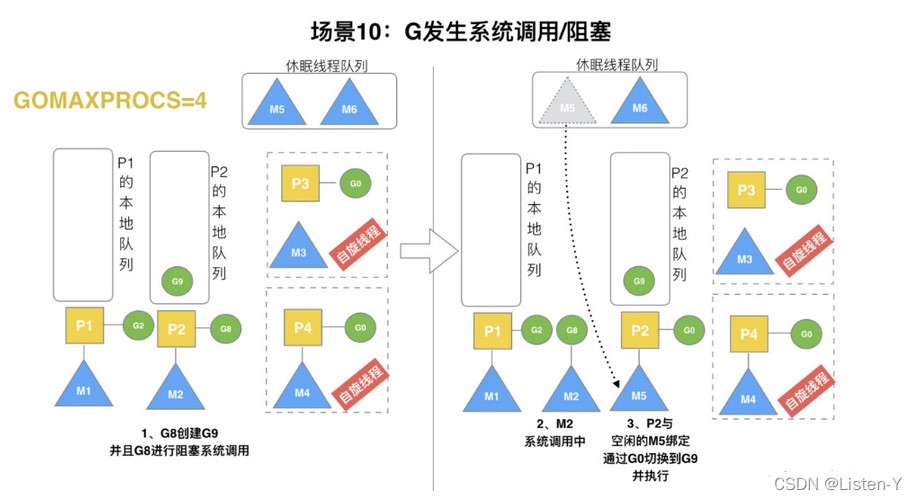 场景10：G发生系统调用/阻塞
GOMAXPROCS=4
休眠线程队列
M5
M6
P1的本地队列
P2的本地队列
G9
P1
G2
P2
G8
M1
M2
P3
G0
M3
自旋线程
P4
G0
M4
自旋线程
1、G8创建G9
并且G8进行阻塞系统调用
休眠线程队列
M5
M6
P1的本地队列
P2的本地队列
G9
P1
G2
G8
P2
G0
M1
M2
M5
P3
G0
M3
自旋线程
P4
G0
M4
自旋线程
2、M2
系统调用中
3、P2与
空闲的M5绑定
通过G0切换到G9
并执行
CSDN @Listen-Y